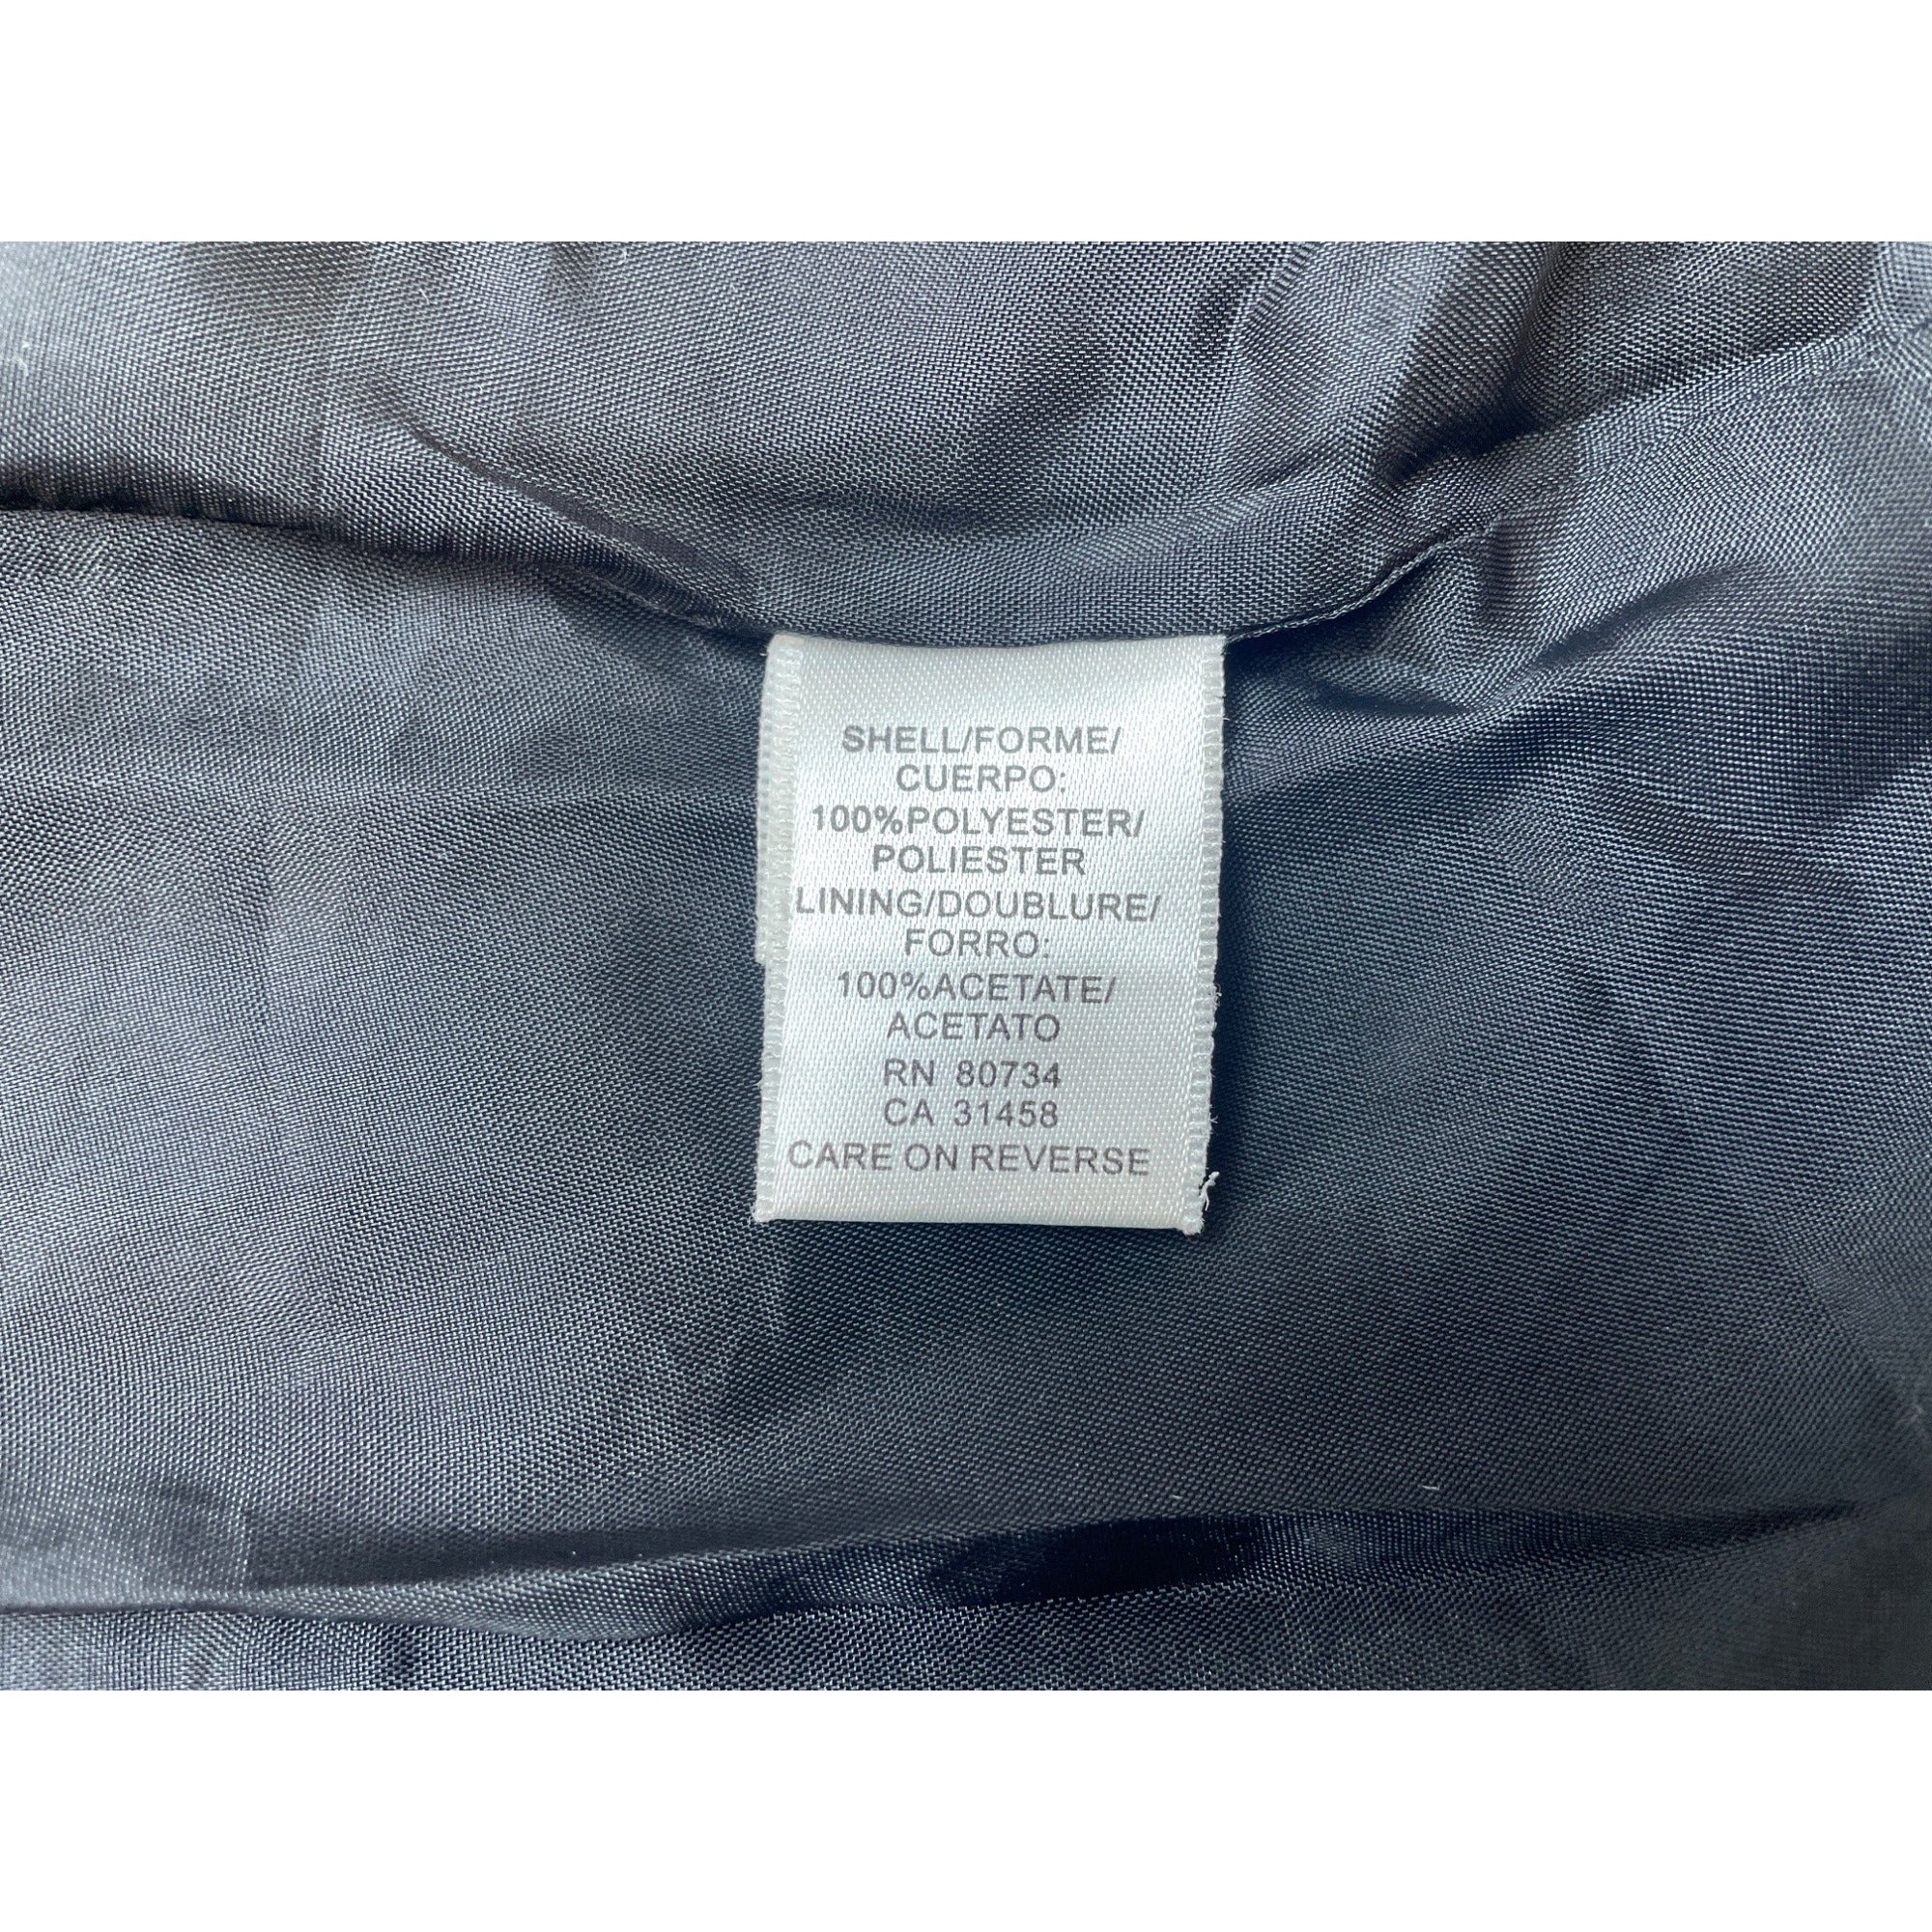 SHELL/FORME/
CUERPO:
100%POLYESTER/
POLIESTER
LINING/DOUBLURE/
FORRO:
100%ACETATE/
ACETATO
RN 80734
CA 31458
CARE ON REVERSE